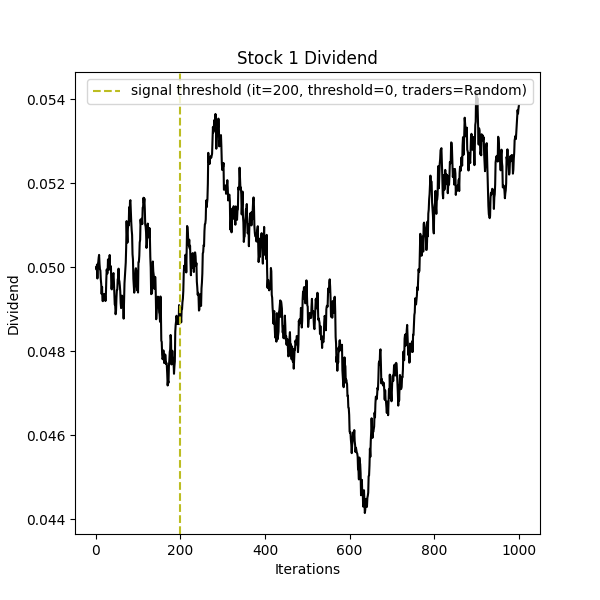 Stock 1 Dividend
signal threshold (it=200, threshold=0, traders=Random)
0.054
0.052
0.050
0.048
0.046
0.044
Dividend
0 200 400 600 800 1000
Iterations